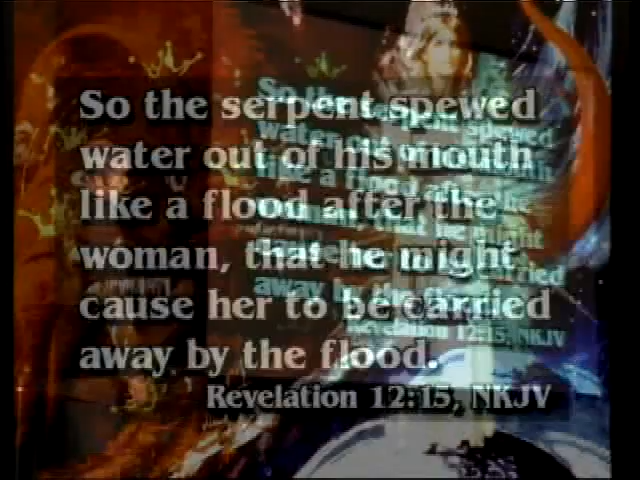 So the serpent spewed
water out of his mouth
like a flood after the
woman, that he might
cause her to be carried
away by the flood.
Revelation 12:15, NKJV